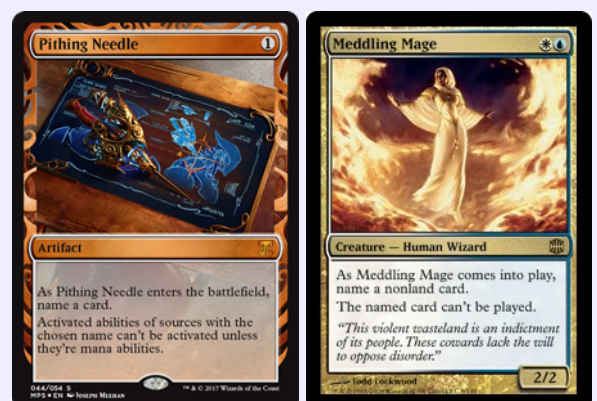 Pithing Needle 1
Artifact
As Pithing Needle enters the battlefield,
name a card.
Activated abilities of sources with the
chosen name can't be activated unless
they're mana abilities.
044/054 S
MPS • EN Joseph Meehan
™ & © 2017 Wizards of the Coast
Meddling Mage
Creature — Human Wizard
As Meddling Mage comes into play,
name a nonland card.
The named card can't be played.
“This violent wasteland is an indictment
of its people. These cowards lack the will
to oppose disorder.”
Todd Lockwood
2/2